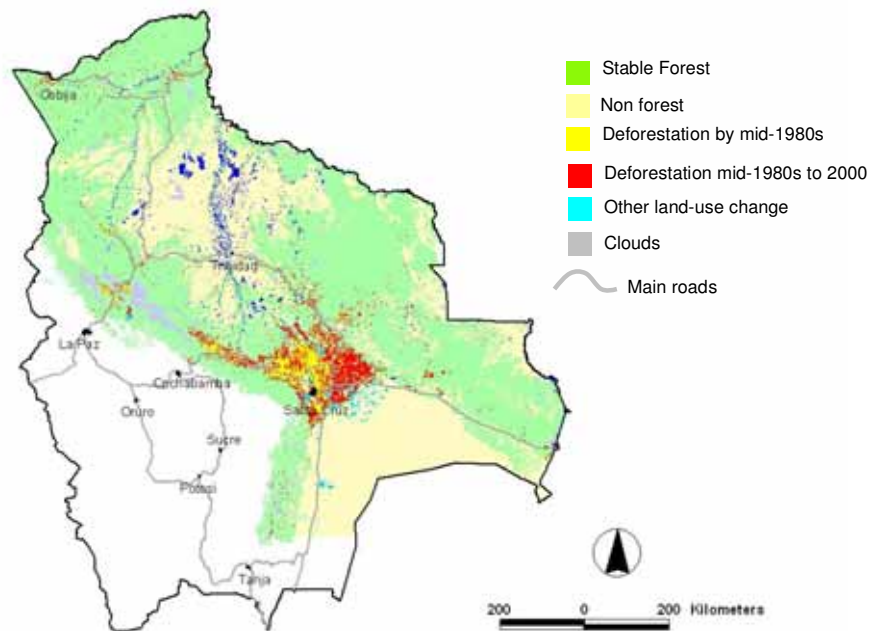 Stable Forest
Non forest
Deforestation by mid-1980s
Deforestation mid-1980s to 2000
Other land-use change
Clouds
Main roads
Cobija
Trinidad
La Paz
Cochabamba
Oruro
Santa Cruz
Sucre
Potosi
Tarija
200 0 200 Kilometers